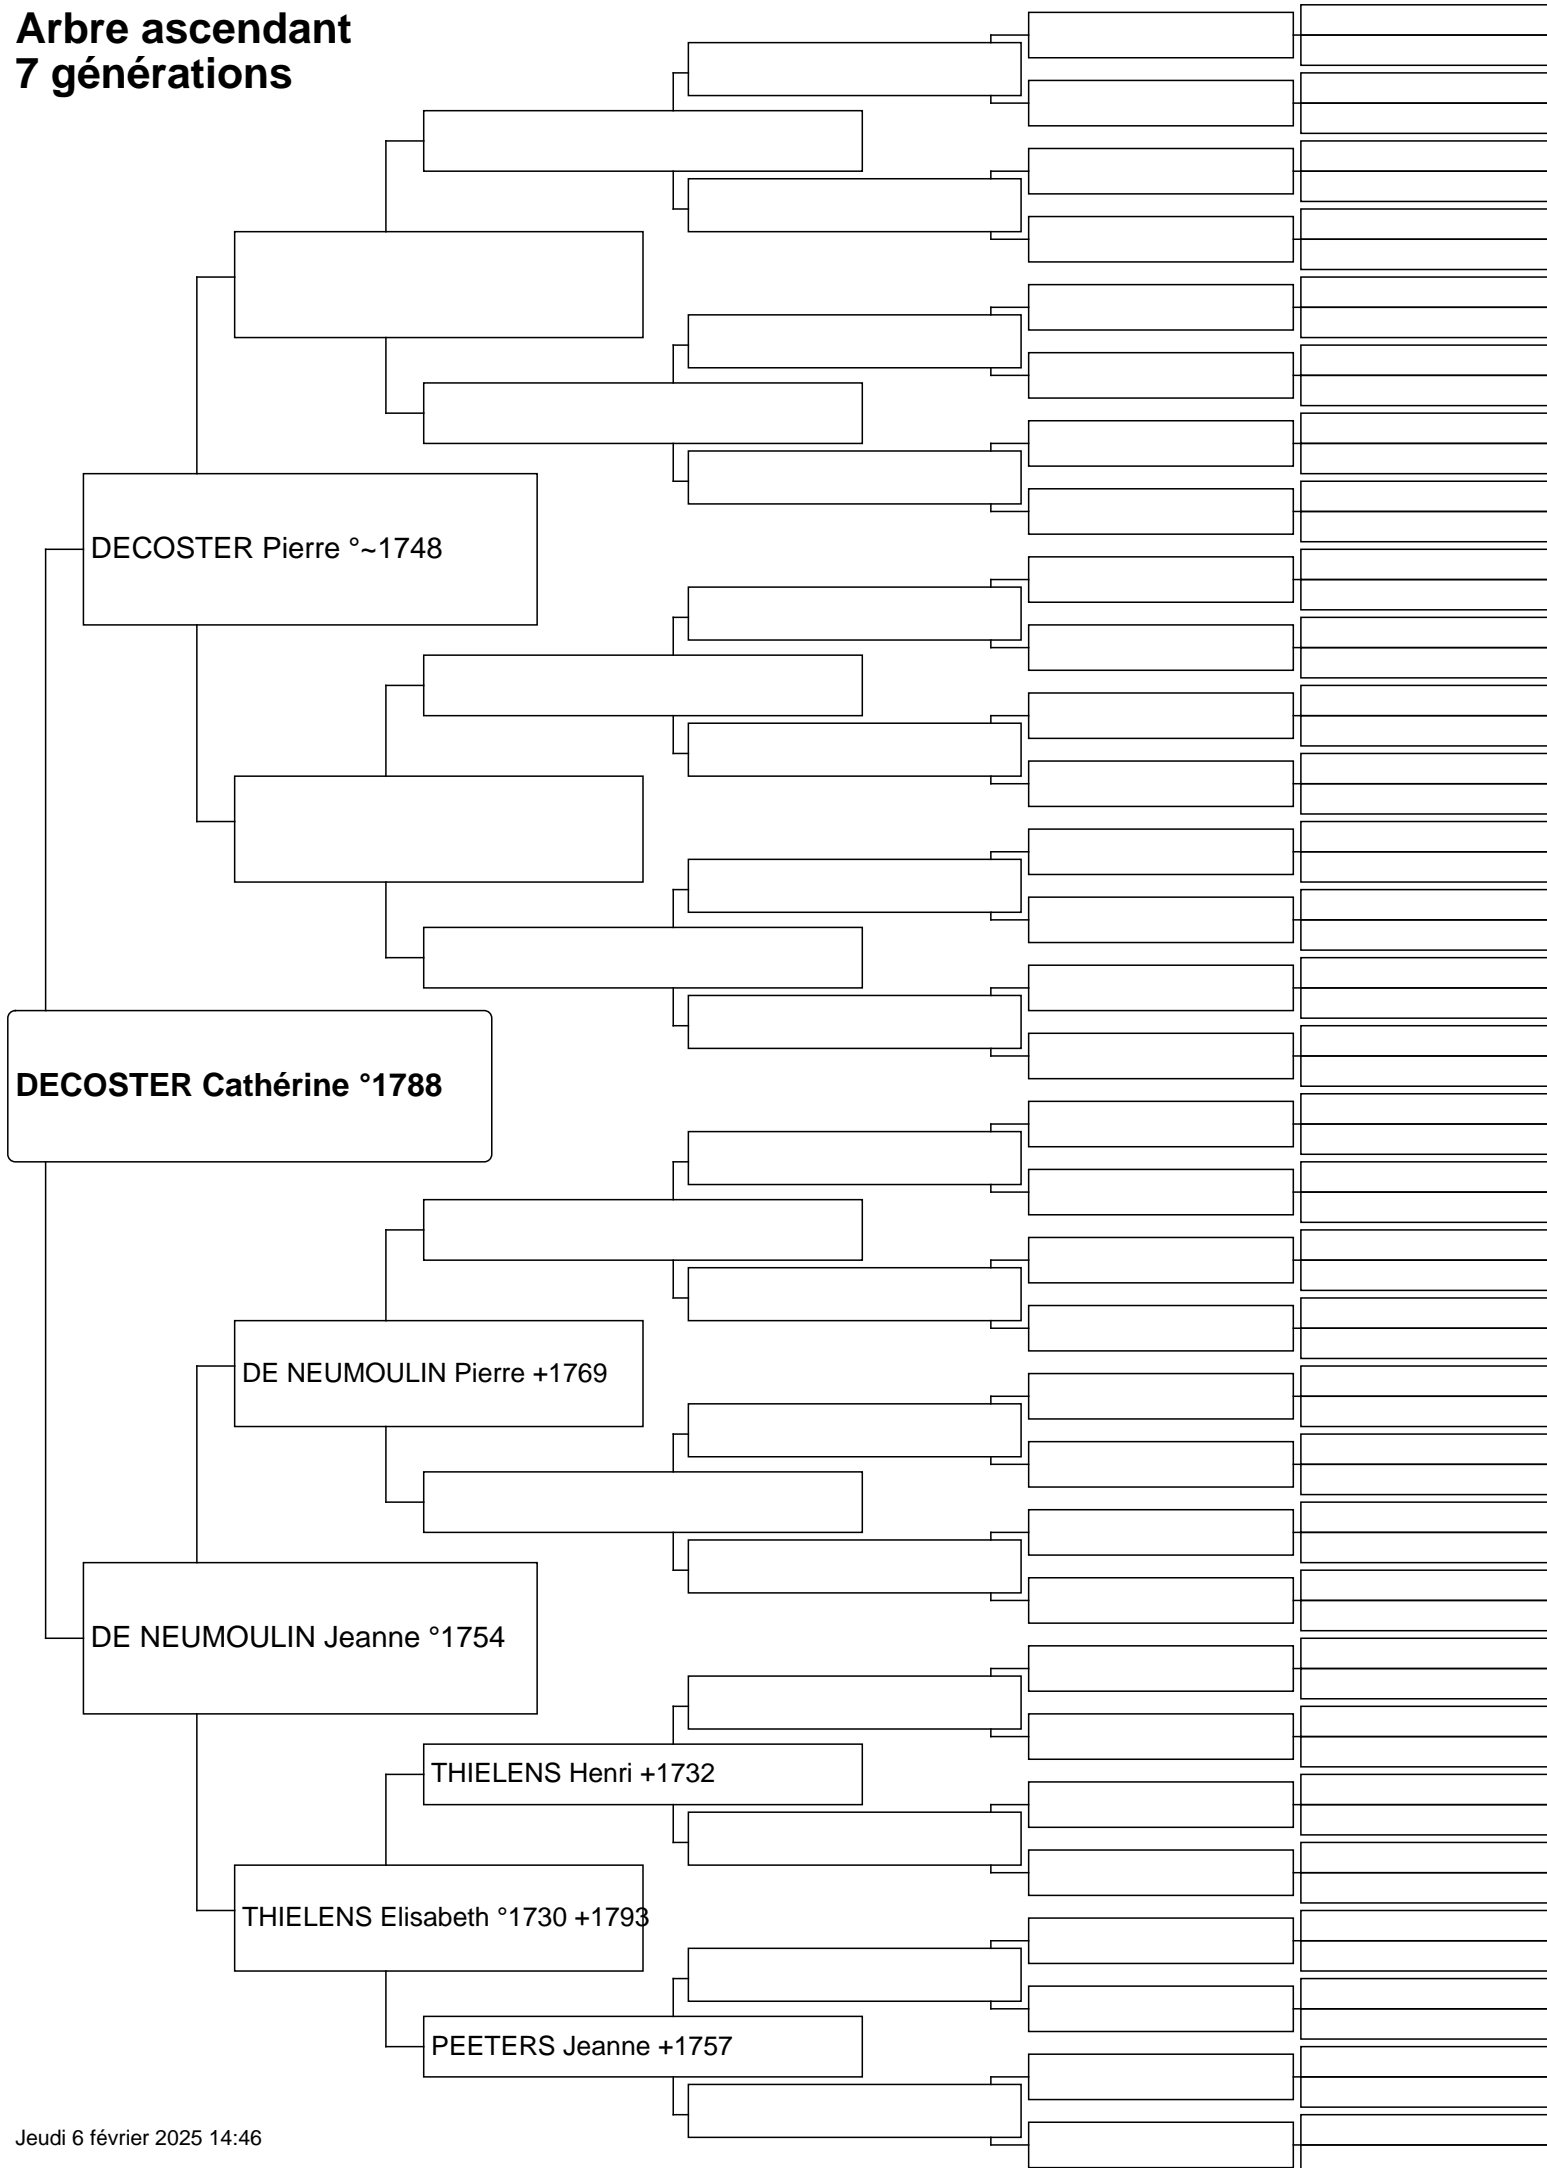 Arbre ascendant
7 générations
DECOSTER Pierre °~1748
DECOSTER Cathérine °1788
DE NEUMOULIN Pierre +1769
DE NEUMOULIN Jeanne °1754
THIELENS Henri +1732
THIELENS Elisabeth °1730 +1793
PEETERS Jeanne +1757
Jeudi 6 février 2025 14:46